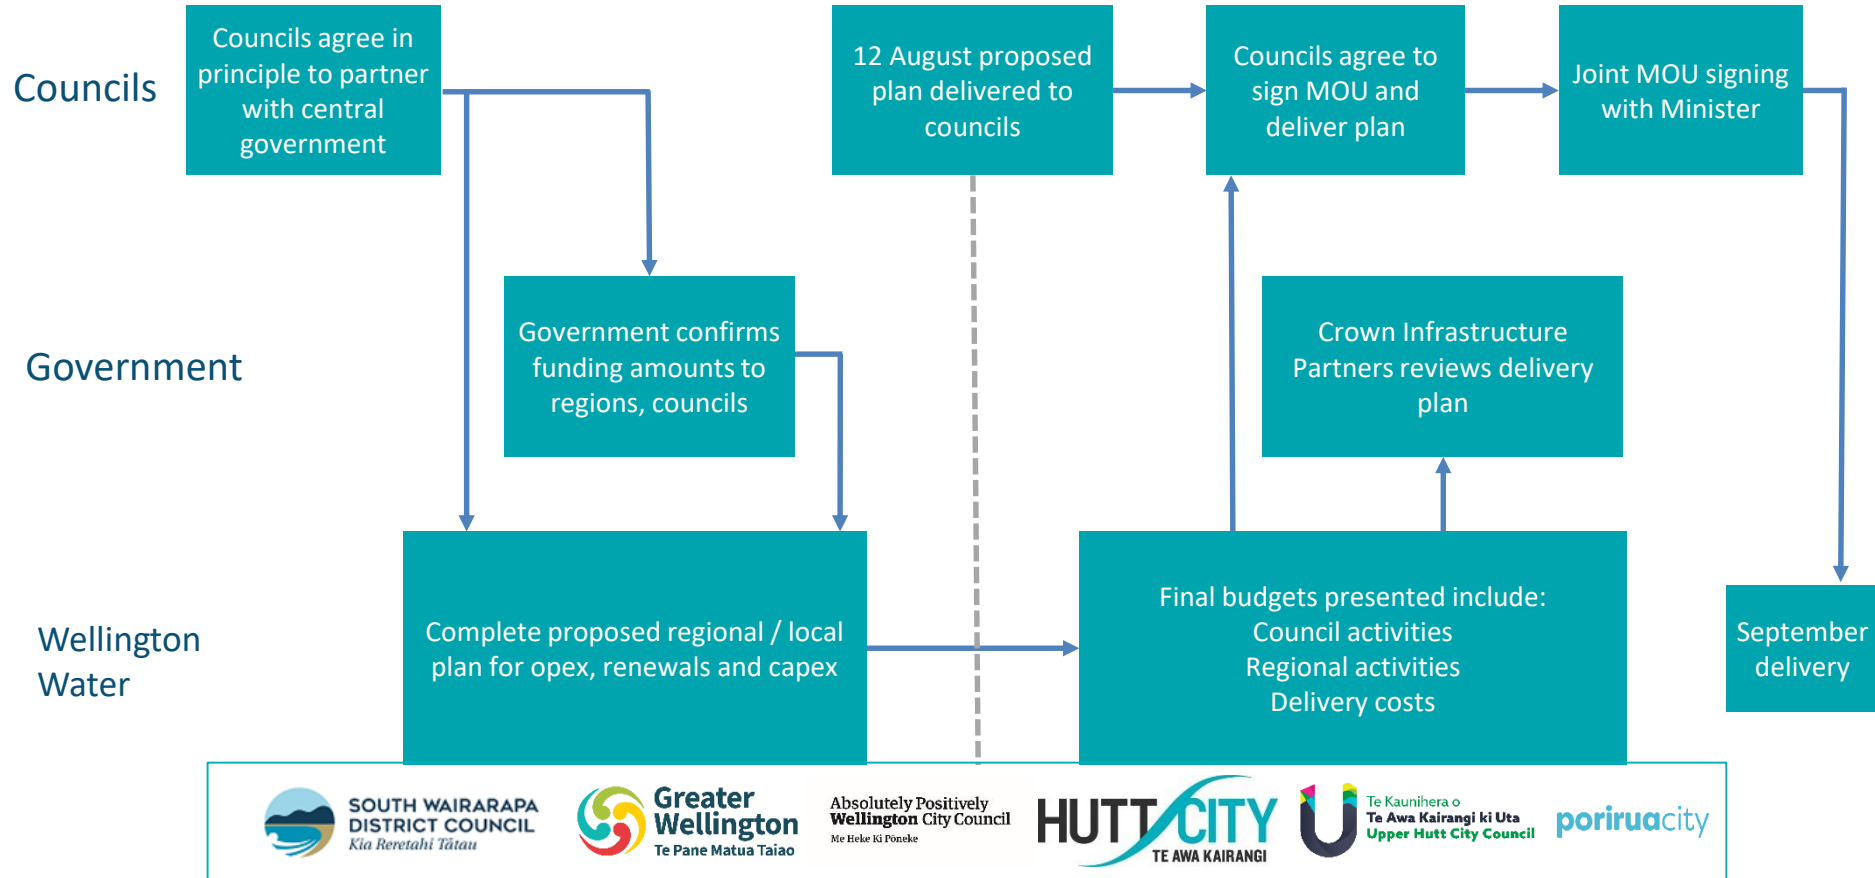 Councils
Councils agree in
principle to partner
with central
government
12 August proposed
plan delivered to
councils
Councils agree to
sign MOU and
deliver plan
Joint MOU signing
with Minister
Government
Government confirms
funding amounts to
regions, councils
Crown Infrastructure
Partners reviews delivery
plan
Wellington
Water
Complete proposed regional / local
plan for opex, renewals and capex
Final budgets presented include:
Council activities
Regional activities
Delivery costs
September
delivery
SOUTH WAIRARAPA
DISTRICT COUNCIL
Kia Reretahi Tātau
Greater
Wellington
Te Pane Matua Taiao
Absolutely Positively
Wellington City Council
Me Heke Ki Pōneke
HUTT CITY
TE AWA KAIRANGI
Te Kaunihera o
Te Awa Kairangi ki Uta
Upper Hutt City Council
poriruacity